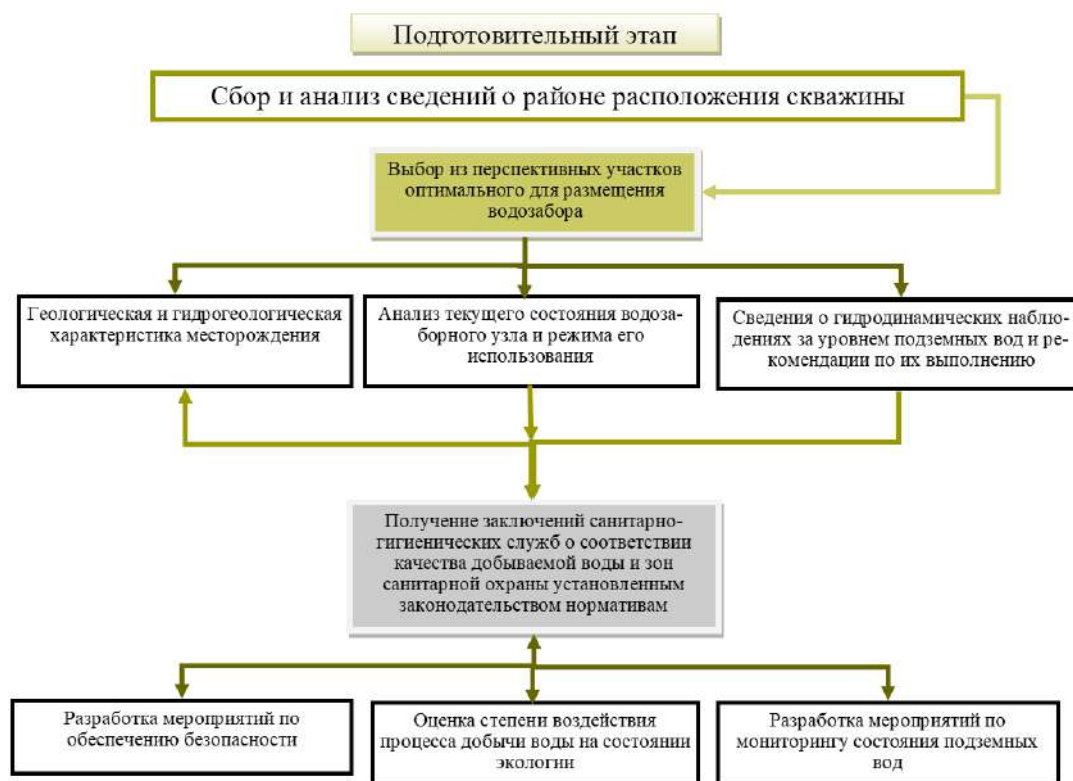 Подготовительный этап
Сбор и анализ сведений о районе расположения скважины
Выбор из перспективных участков
оптимального для размещения
водозабора
Геологическая и гидрогеологическая
характеристика месторождения
Анализ текущего состояния водоза-
борного узла и режима его
использования
Сведения о гидродинамических наблю-
дениях за уровнем подземных вод и ре-
комендации по их выполнению
Получение заключений санитарно-
гигиенических служб о соответствии
качества добываемой воды и зон
санитарной охраны установленным
законодательством нормативам
Разработка мероприятий по
обеспечению безопасности
Оценка степени воздействия
процесса добычи воды на состоянии
экологии
Разработка мероприятий по
мониторингу состояния подземных
вод